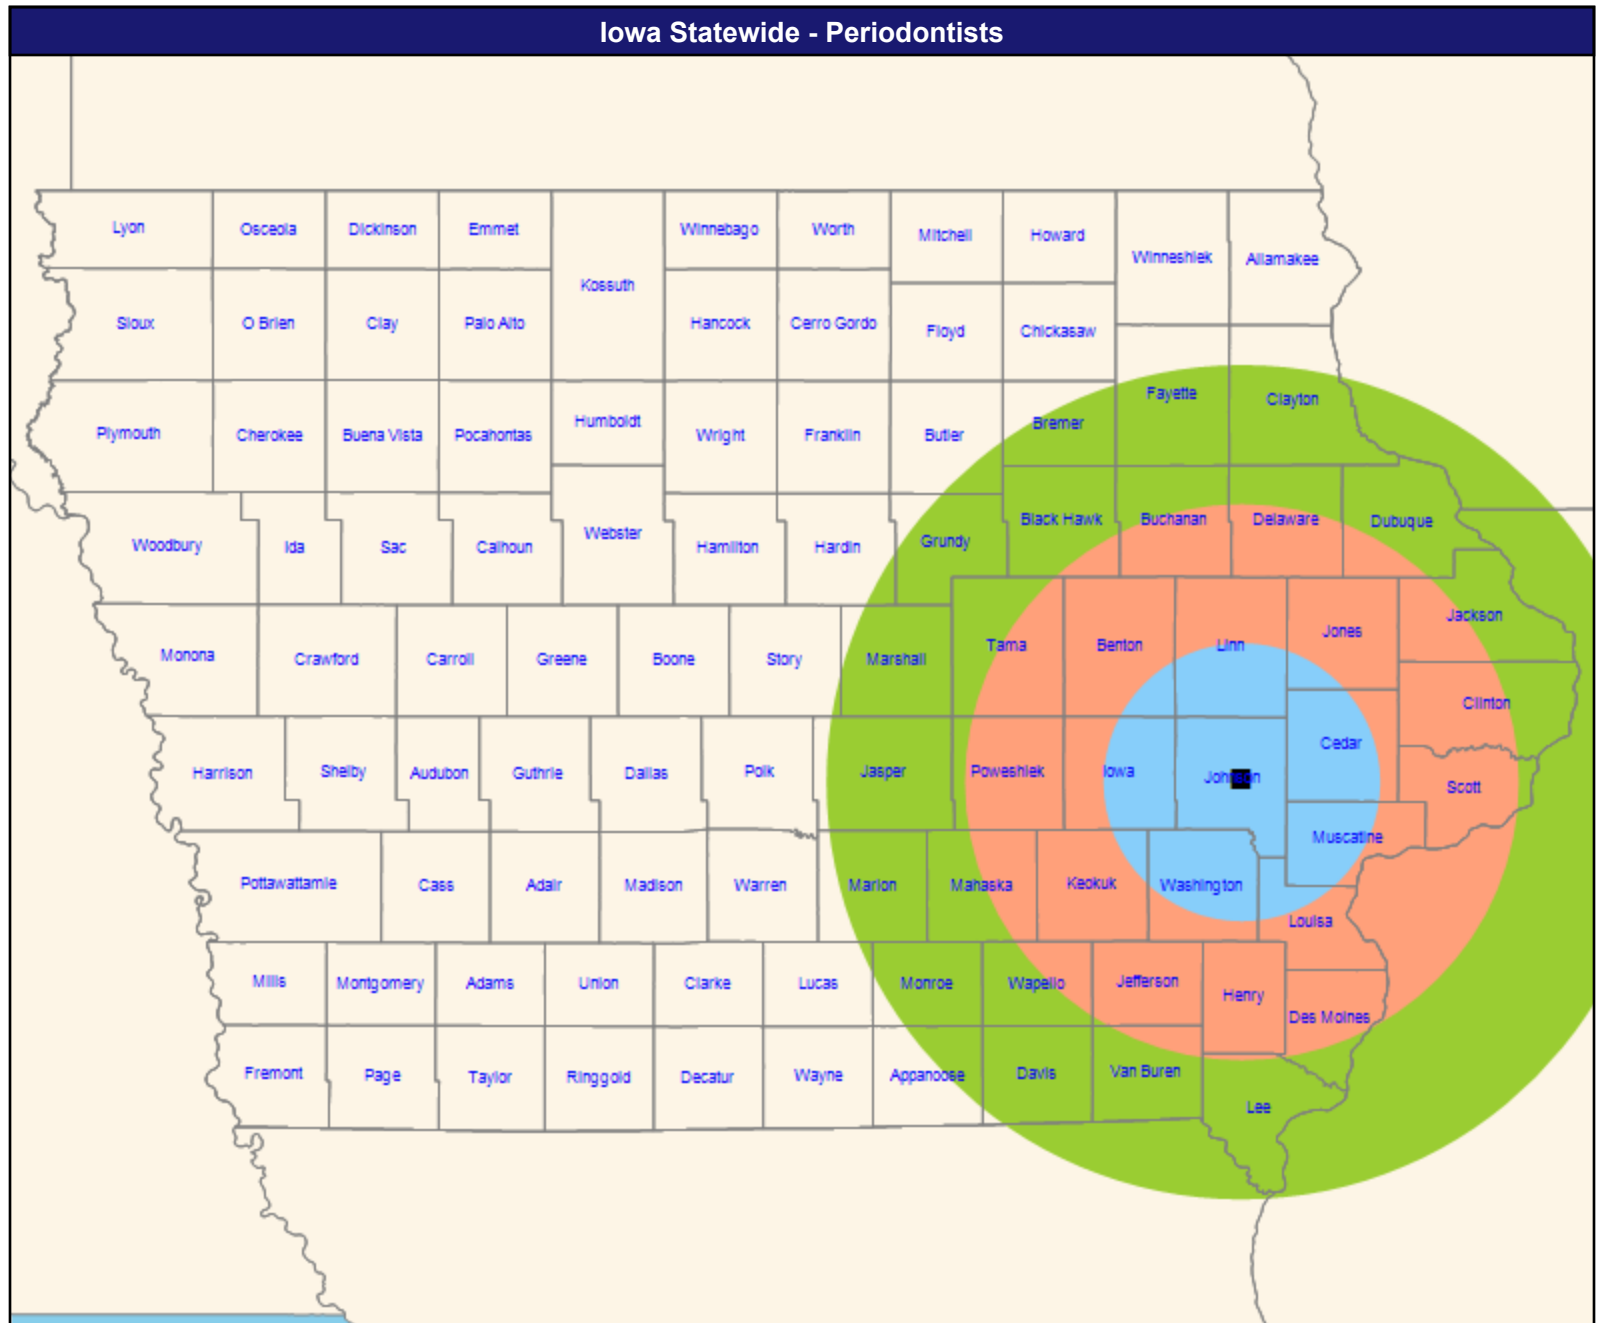 Iowa Statewide - Periodontists
Lyon Osceola Dickinson Emmet Winnebago Worth Mitchell Howard
Winneshiek Allamakee
Kossuth
Sioux O Brien Clay Palo Alto Hancock Cerro Gordo Floyd Chickasaw
Fayette Clayton
Plymouth Cherokee Buena Vista Pocahontas Humboldt Wright Franklin Butler Bremer
Woodbury Ida Sac Calhoun Webster Hamilton Hardin Grundy Black Hawk Buchanan Delaware Dubuque
Monona Crawford Carroll Greene Boone Story Marshall Tama Benton Linn Jones Jackson
Clinton
Harrison Shelby Audubon Guthrie Dallas Polk Jasper Poweshiek Iowa Johnson Cedar Scott
Muscatine
Pottawattamie Cass Adair Madison Warren Marion Mahaska Keokuk Washington
Louisa
Mills Montgomery Adams Union Clarke Lucas Monroe Wapello Jefferson Henry
Des Moines
Fremont Page Taylor Ringgold Decatur Wayne Appanoose Davis Van Buren
Lee